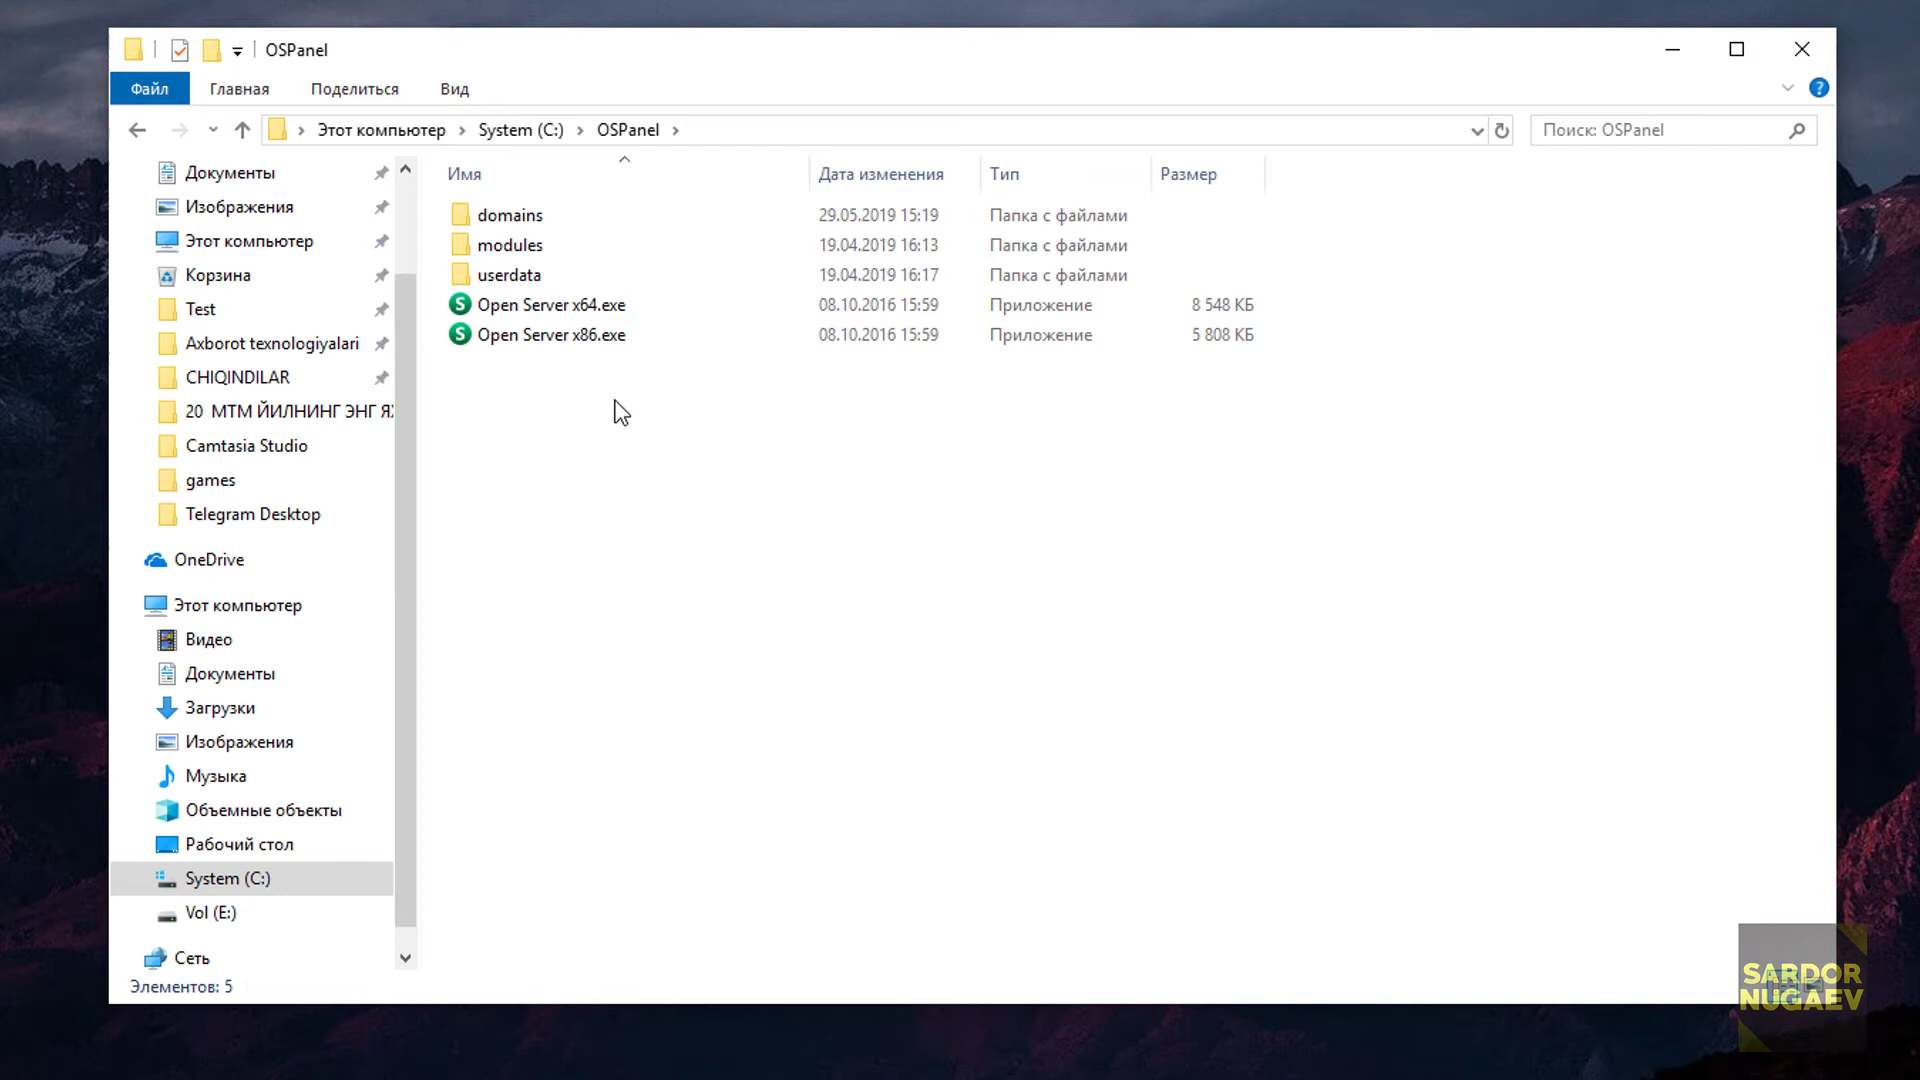 OSPanel
Файл Главная Поделиться Вид
Этот компьютер System (C:) OSPanel Поиск: OSPanel
Документы
Изображения
Этот компьютер
Корзина
Test
Axborot texnologiyalari
CHIQINDILAR
20 МТМ ЙИЛНИНГ ЭНГ ЯХ
Camtasia Studio
games
Telegram Desktop
OneDrive
Этот компьютер
Видео
Документы
Загрузки
Изображения
Музыка
Объемные объекты
Рабочий стол
System (C:)
Vol (E:)
Сеть
Имя Дата изменения Тип Размер
domains 29.05.2019 15:19 Папка с файлами
modules 19.04.2019 16:13 Папка с файлами
userdata 19.04.2019 16:17 Папка с файлами
Open Server x64.exe 08.10.2016 15:59 Приложение 8 548 КБ
Open Server x86.exe 08.10.2016 15:59 Приложение 5 808 КБ
Элементов: 5
SARDOR
NUGAEV